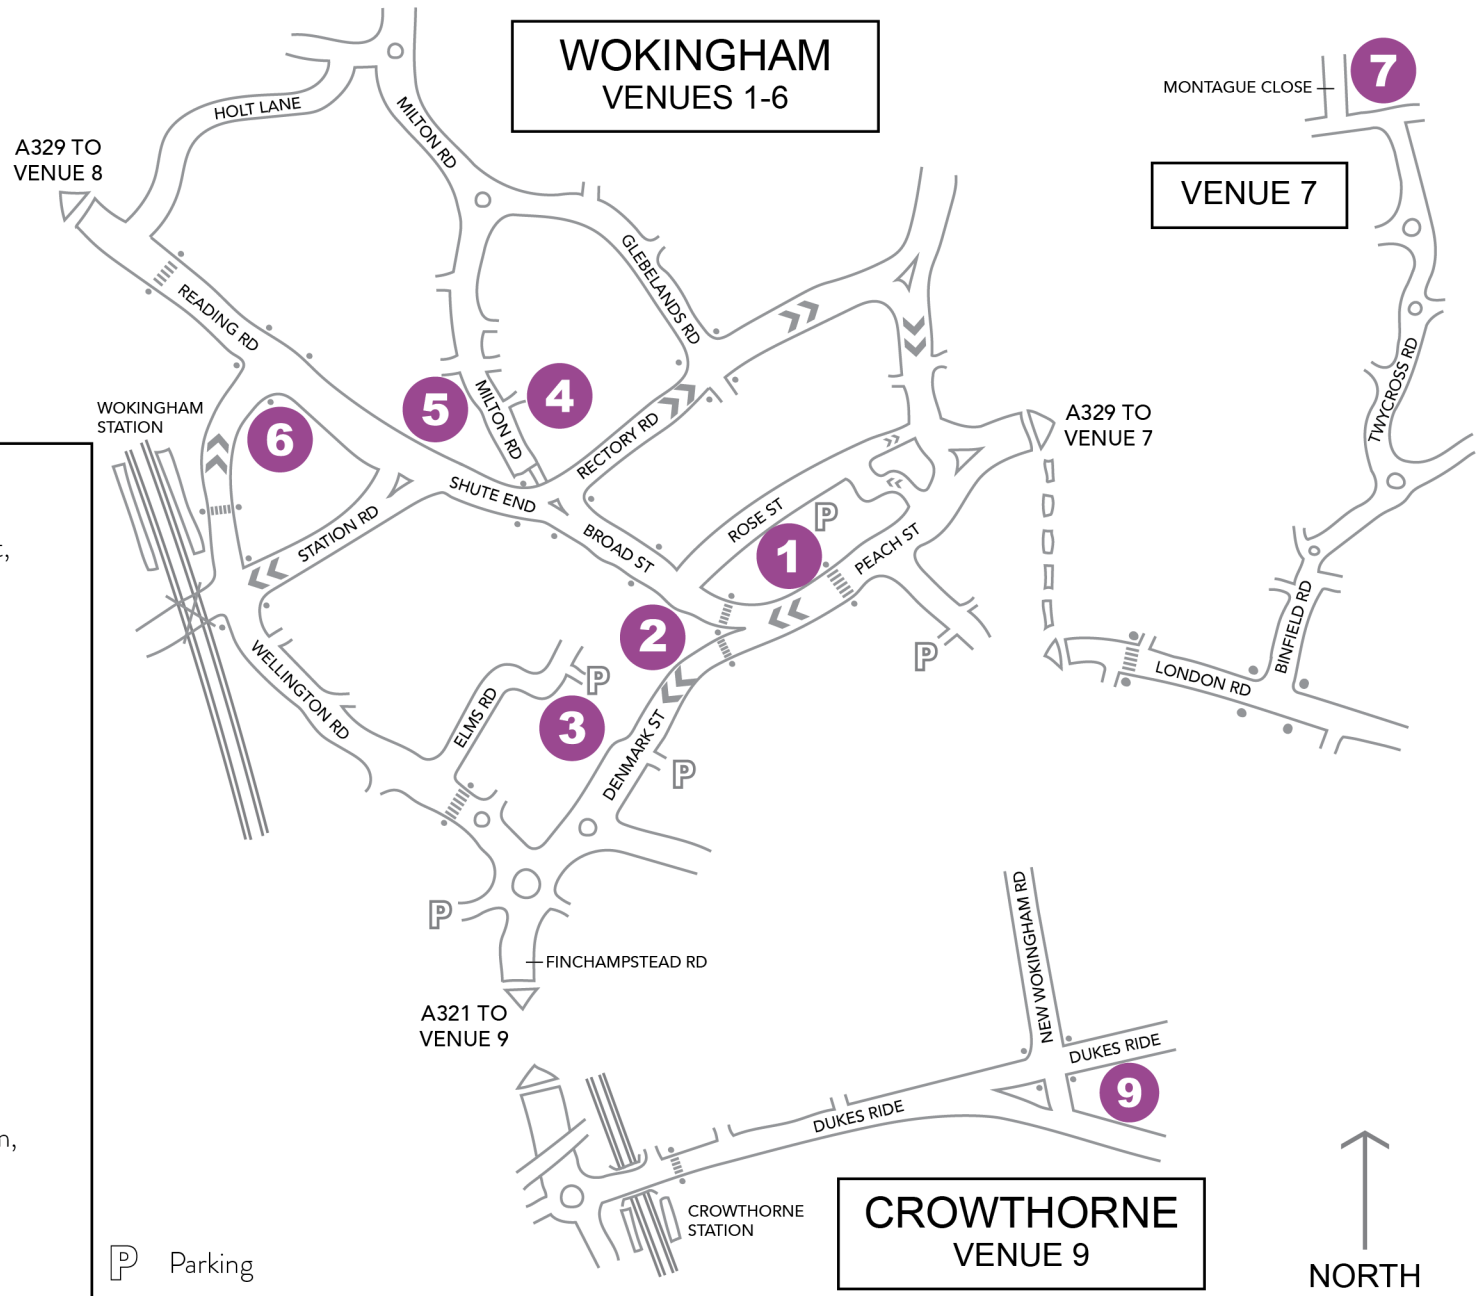 WOKINGHAM
VENUES 1-6
7
MONTAGUE CLOSE
HOLT LANE
MILTON RD
A329 TO
VENUE 8
VENUE 7
GLEBELANDS RD
READING RD
TWYCROSS RD
WOKINGHAM
STATION
6
5
4
MILTON RD
RECTORY RD
A329 TO
VENUE 7
SHUTE END
STATION RD
BROAD ST
ROSE ST
P
1
PEACH ST
t,
2
P
BINFIELD RD
LONDON RD
WELLINGTON RD
ELMS RD
P
3
DENMARK ST
P
P
FINCHAMPSTEAD RD
A321 TO
VENUE 9
NEW WOKINGHAM RD
DUKES RIDE
9
DUKES RIDE
n,
CROWTHORNE
STATION
CROWTHORNE
VENUE 9
P Parking
NORTH